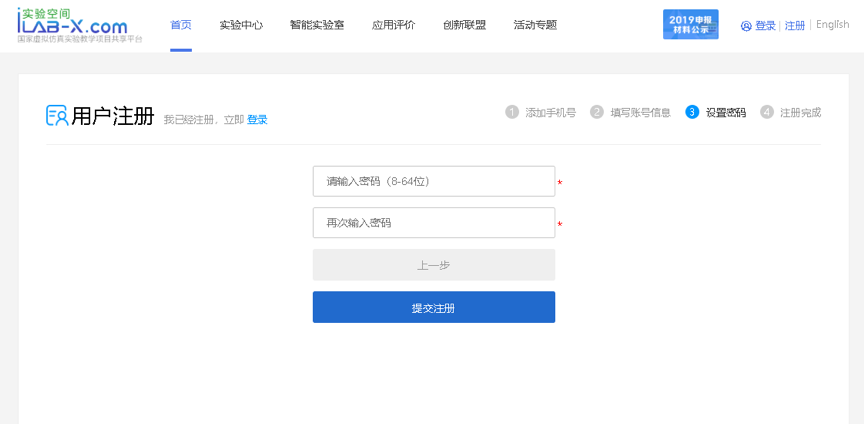 实验空间
iLAB-X.com
国家虚拟仿真实验教学项目共享平台
首页 实验中心 智能实验室 应用评价 创新联盟 活动专题
2019申报
材料公示
登录 | 注册 | English
用户注册 我已经注册，立即 登录
1 添加手机号 2 填写账号信息 3 设置密码 4 注册完成
请输入密码（8-64位） *
再次输入密码 *
上一步
提交注册